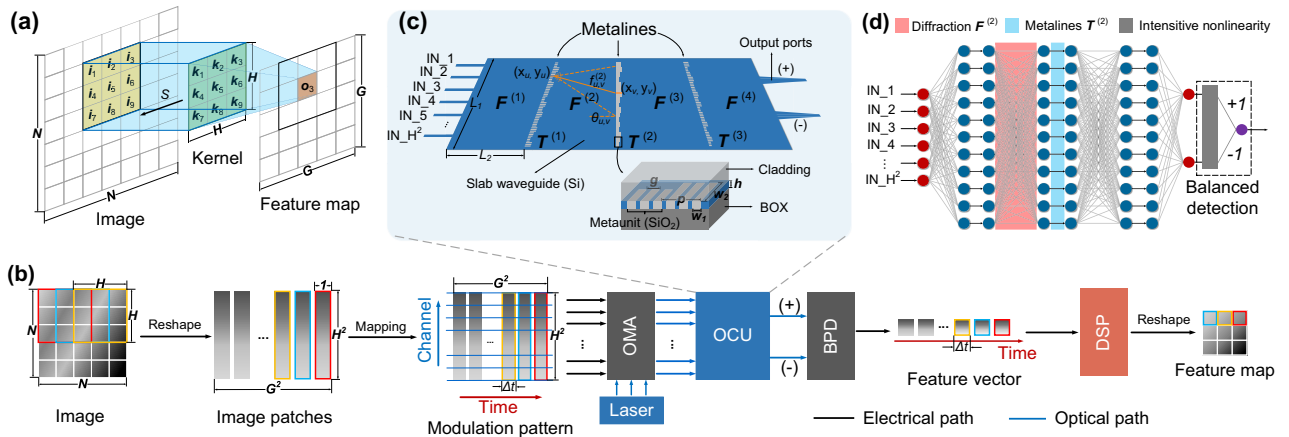 (a)
i₁ i₂ i₃
i₄ i₅ i₆
i₇ i₈ i₉
k₁ k₂ k₃
k₄ k₅ k₆
k₇ k₈ k₉
o₃
S
H
H
N
N
G
G
Image
Kernel
Feature map
(c)
Metalines
Output ports
IN_1
IN_2
IN_3
IN_4
IN_5
IN_H²
L₁
L₂
(xᵤ, yᵤ)
f⁽²⁾ᵤ,ᵥ
(xᵥ, yᵥ)
θᵤ,ᵥ
F⁽¹⁾
F⁽²⁾
F⁽³⁾
F⁽⁴⁾
T⁽¹⁾
T⁽²⁾
T⁽³⁾
(+)
(-)
Slab waveguide (Si)
Cladding
g
h
w₂
p
w₁
Metaunit (SiO₂)
BOX
(d)
Diffraction F⁽²⁾
Metalines T⁽²⁾
Intensitive nonlinearity
IN_1
IN_2
IN_3
IN_4
IN_H²
+1
-1
Balanced
detection
(b)
H
H
N
N
Image
Reshape
...
1
H²
G²
Image patches
Mapping
G²
Channel
...
H²
Δt
Time
Modulation pattern
OMA
Laser
OCU
(+)
(-)
BPD
...
Δt
Time
Feature vector
DSP
Reshape
Feature map
Electrical path
Optical path